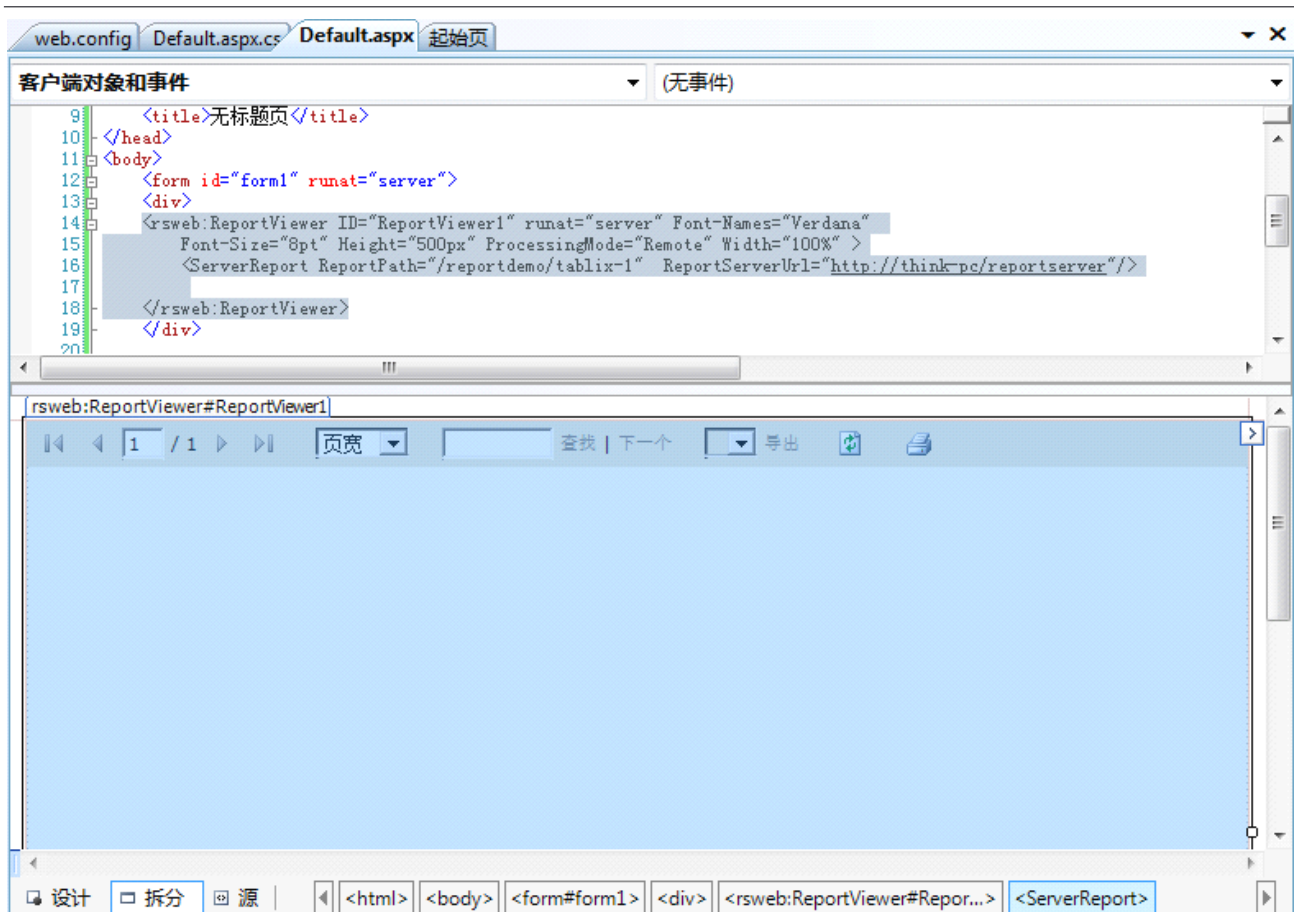 web.config Default.aspx.cs Default.aspx 起始页
客户端对象和事件 (无事件)
9 <title>无标题页</title>
10 </head>
11 <body>
12 <form id="form1" runat="server">
13 <div>
14 <rsweb:ReportViewer ID="ReportViewer1" runat="server" Font-Names="Verdana"
15 Font-Size="8pt" Height="500px" ProcessingMode="Remote" Width="100%" >
16 <ServerReport ReportPath="/reportdemo/tablix-1" ReportServerUrl="http://think-pc/reportserver"/>
17
18 </rsweb:ReportViewer>
19 </div>
20
rsweb:ReportViewer#ReportViewer1
1 / 1 页宽 查找 | 下一个 导出
设计 拆分 源 <html> <body> <form#form1> <div> <rsweb:ReportViewer#Repor...> <ServerReport>